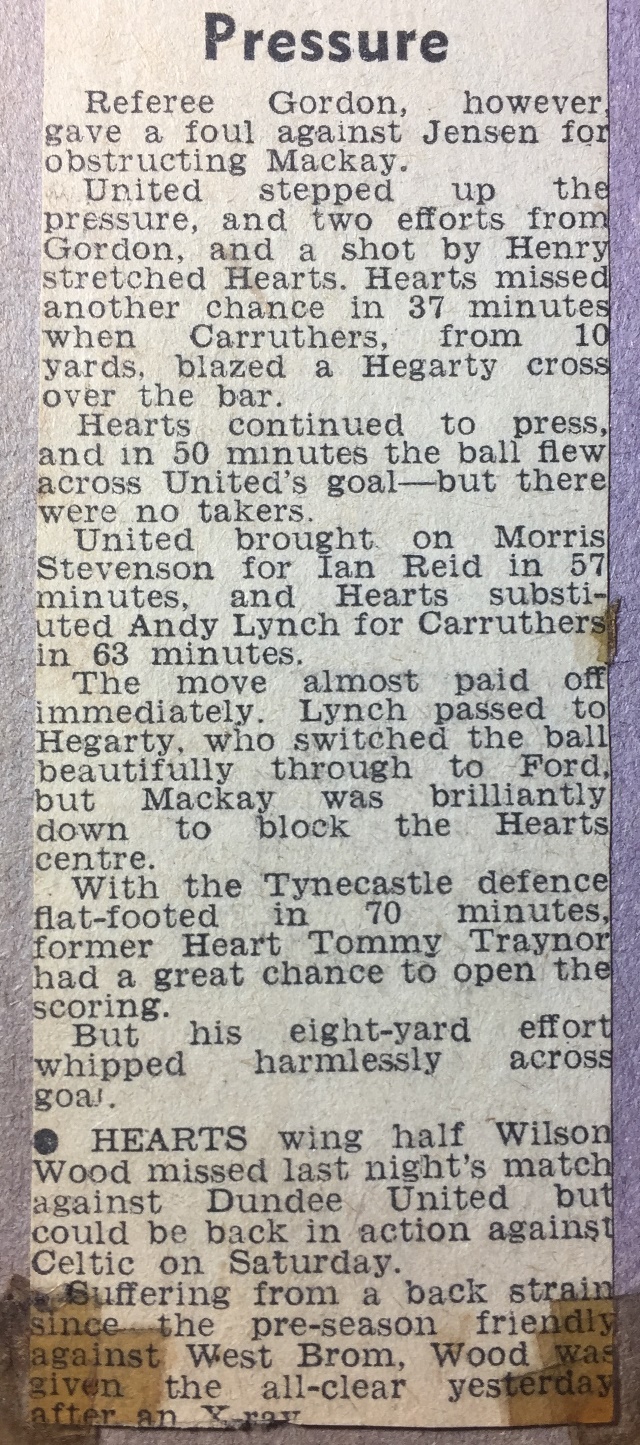 Pressure
Referee Gordon, however,
gave a foul against Jensen for
obstructing Mackay.
United stepped up the
pressure, and two efforts from
Gordon, and a shot by Henry
stretched Hearts. Hearts missed
another chance in 37 minutes
when Carruthers, from 10
yards, blazed a Hegarty cross
over the bar.
Hearts continued to press,
and in 50 minutes the ball flew
across United's goal—but there
were no takers.
United brought on Morris
Stevenson for Ian Reid in 57
minutes, and Hearts substi-
uted Andy Lynch for Carruthers
in 63 minutes.
The move almost paid off
immediately. Lynch passed to
Hegarty, who switched the ball
beautifully through to Ford,
but Mackay was brilliantly
down to block the Hearts
centre.
With the Tynecastle defence
flat-footed in 70 minutes,
former Heart Tommy Traynor
had a great chance to open the
scoring.
But his eight-yard effort
whipped harmlessly across
goal.
● HEARTS wing half Wilson
Wood missed last night's match
against Dundee United but
could be back in action against
Celtic on Saturday.
Suffering from a back strain
since the pre-season friendly
against West Brom, Wood was
given the all-clear yesterday
after an X-ray